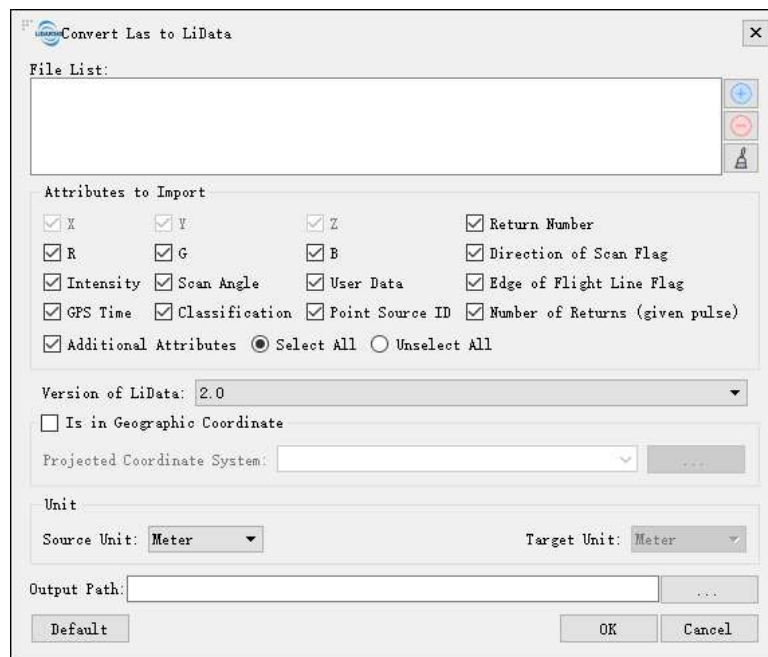 Convert Las to LiData
File List:
Attributes to Import
X Y Z Return Number
R G B Direction of Scan Flag
Intensity Scan Angle User Data Edge of Flight Line Flag
GPS Time Classification Point Source ID Number of Returns (given pulse)
Additional Attributes Select All Unselect All
Version of LiData: 2.0
Is in Geographic Coordinate
Projected Coordinate System: ...
Unit
Source Unit: Meter Target Unit: Meter
Output Path: ...
Default OK Cancel